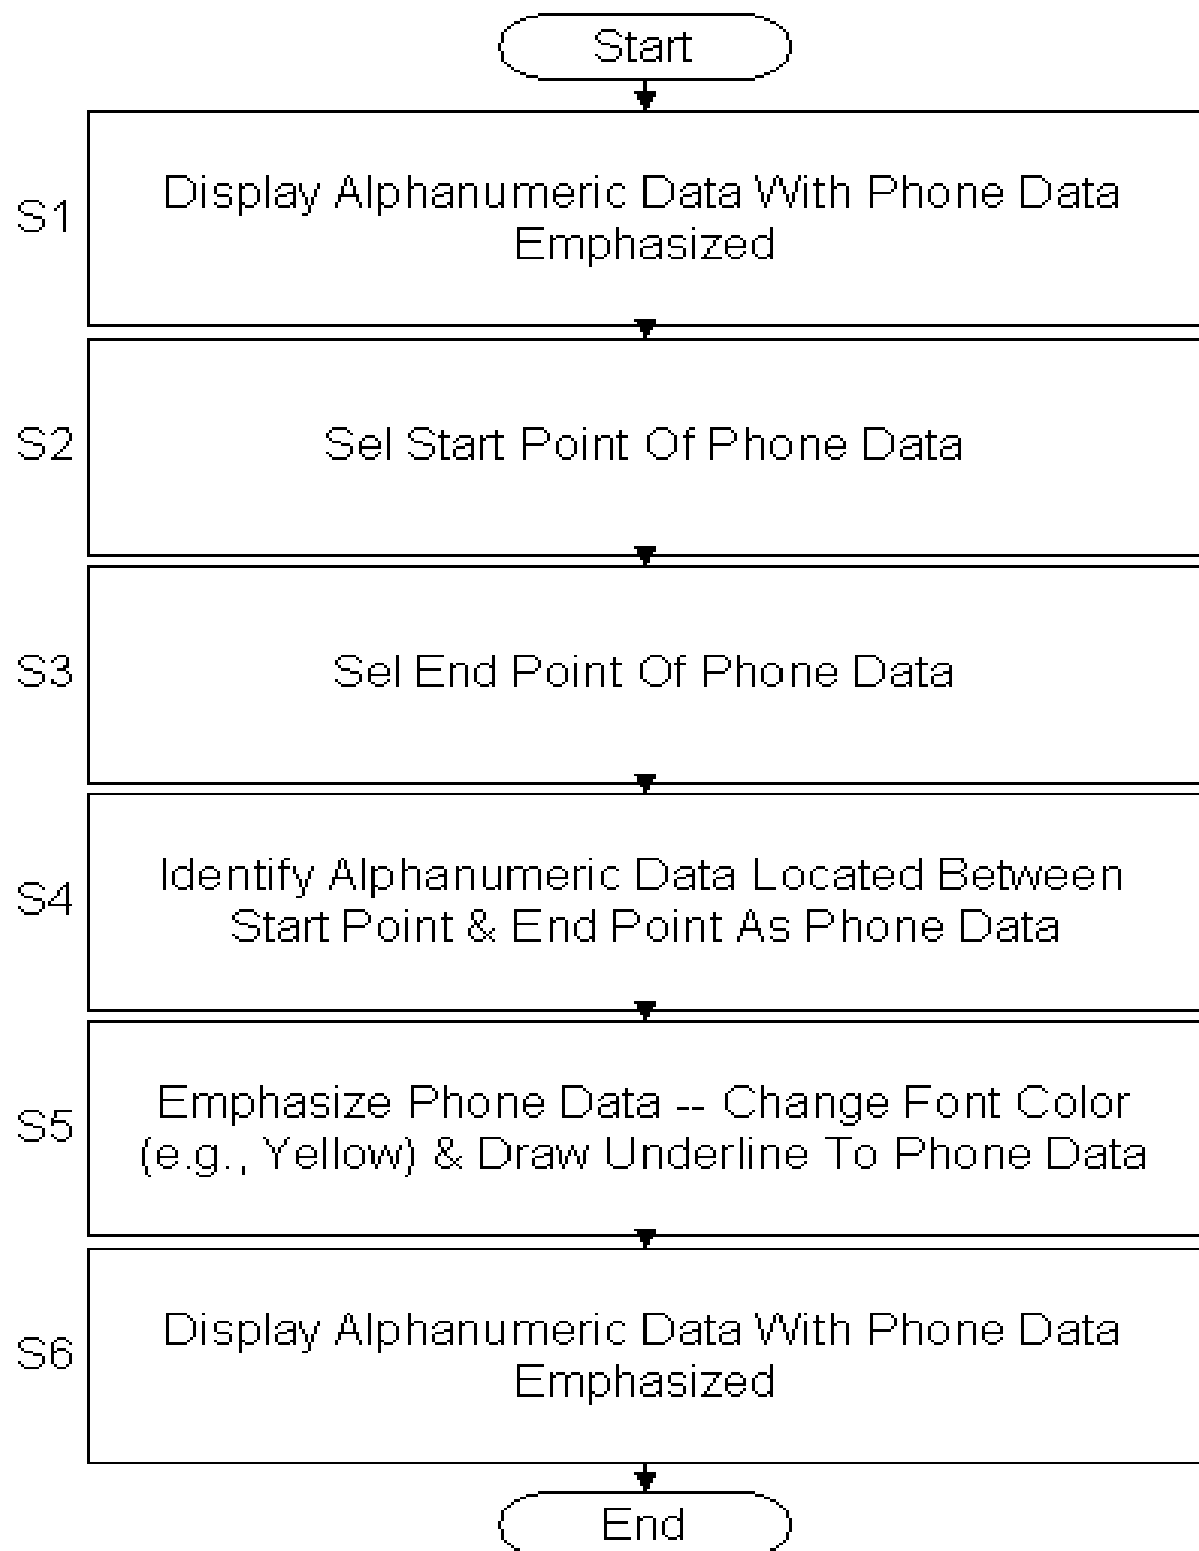 Start
S1
Display Alphanumeric Data With Phone Data
Emphasized
S2
Sel Start Point Of Phone Data
S3
Sel End Point Of Phone Data
S4
Identify Alphanumeric Data Located Between
Start Point & End Point As Phone Data
S5
Emphasize Phone Data -- Change Font Color
(e.g., Yellow) & Draw Underline To Phone Data
S6
Display Alphanumeric Data With Phone Data
Emphasized
End